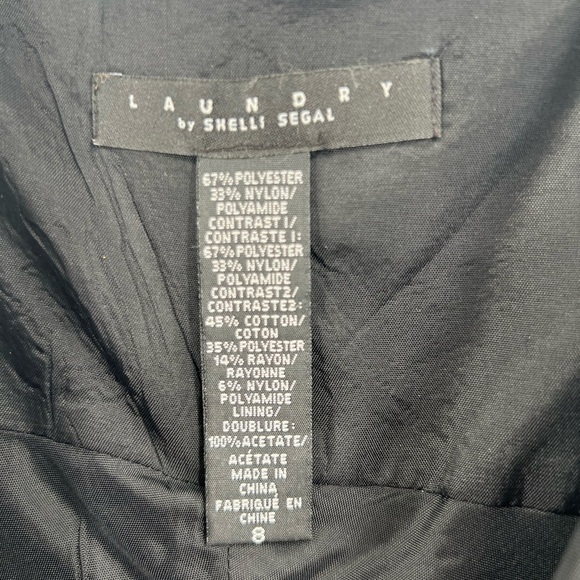 LAUNDRY
by SHELLI SEGAL
67% POLYESTER
33% NYLON/
POLYAMIDE
CONTRAST 1/
CONTRASTE 1:
67% POLYESTER
33% NYLON/
POLYAMIDE
CONTRAST2/
CONTRASTE2:
45% COTTON/
COTON
35% POLYESTER
14% RAYON/
RAYONNE
6% NYLON/
POLYAMIDE
LINING/
DOUBLURE:
100% ACETATE/
ACÉTATE
MADE IN
CHINA
FABRIQUÉ EN
CHINE
8